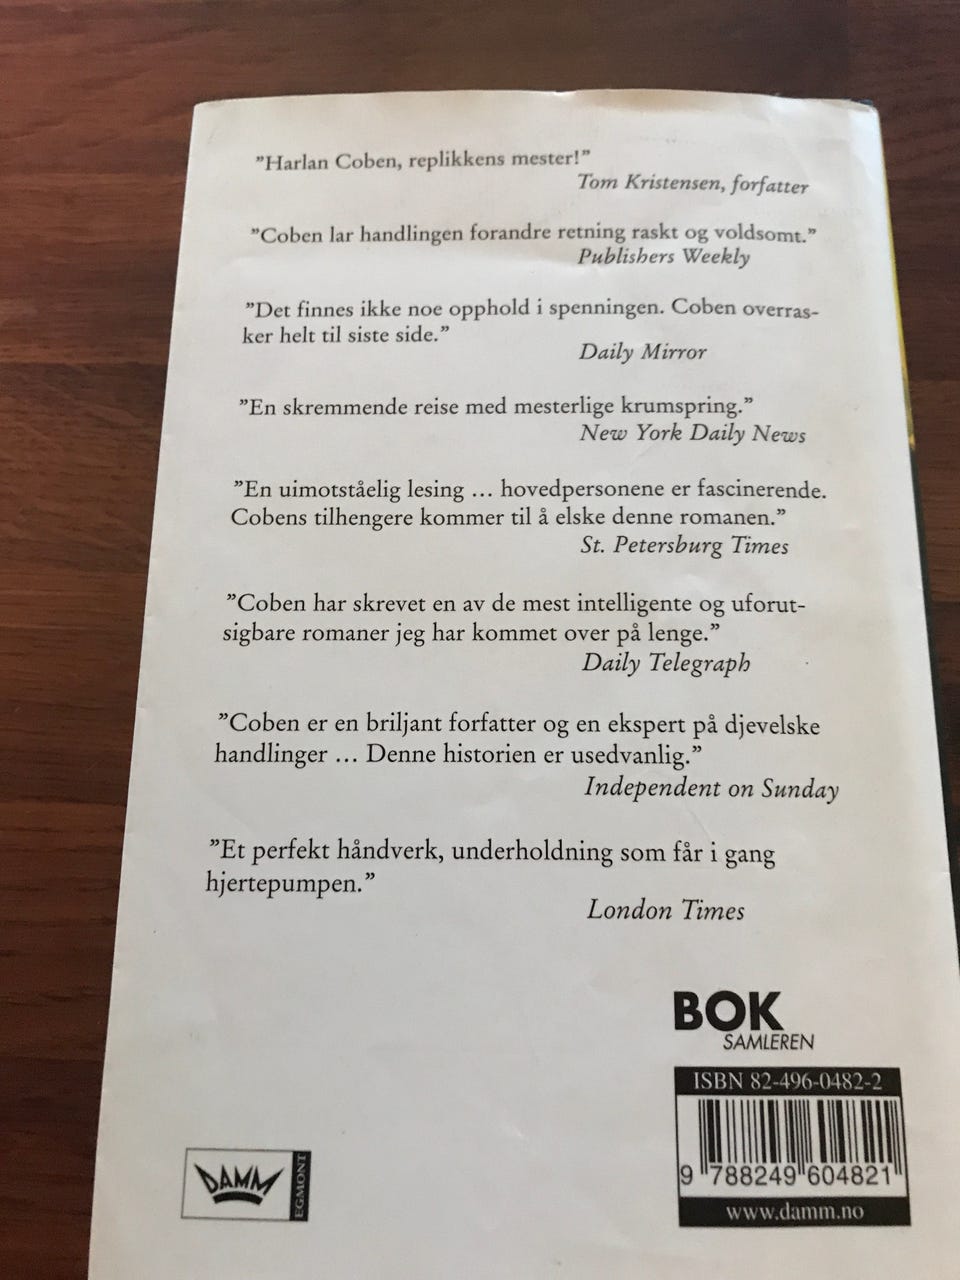 ”Harlan Coben, replikkens mester!”
Tom Kristensen, forfatter
”Coben lar handlingen forandre retning raskt og voldsomt.”
Publishers Weekly
”Det finnes ikke noe opphold i spenningen. Coben overras-
ker helt til siste side.”
Daily Mirror
”En skremmende reise med mesterlige krumspring.”
New York Daily News
”En uimotståelig lesing … hovedpersonene er fascinerende.
Cobens tilhengere kommer til å elske denne romanen.”
St. Petersburg Times
”Coben har skrevet en av de mest intelligente og uforut-
sigbare romaner jeg har kommet over på lenge.”
Daily Telegraph
”Coben er en briljant forfatter og en ekspert på djevelske
handlinger … Denne historien er usedvanlig.”
Independent on Sunday
”Et perfekt håndverk, underholdning som får i gang
hjertepumpen.”
London Times
BOK
SAMLEREN
ISBN 82-496-0482-2
9 788249 604821
www.damm.no
DAMM
EGMONT